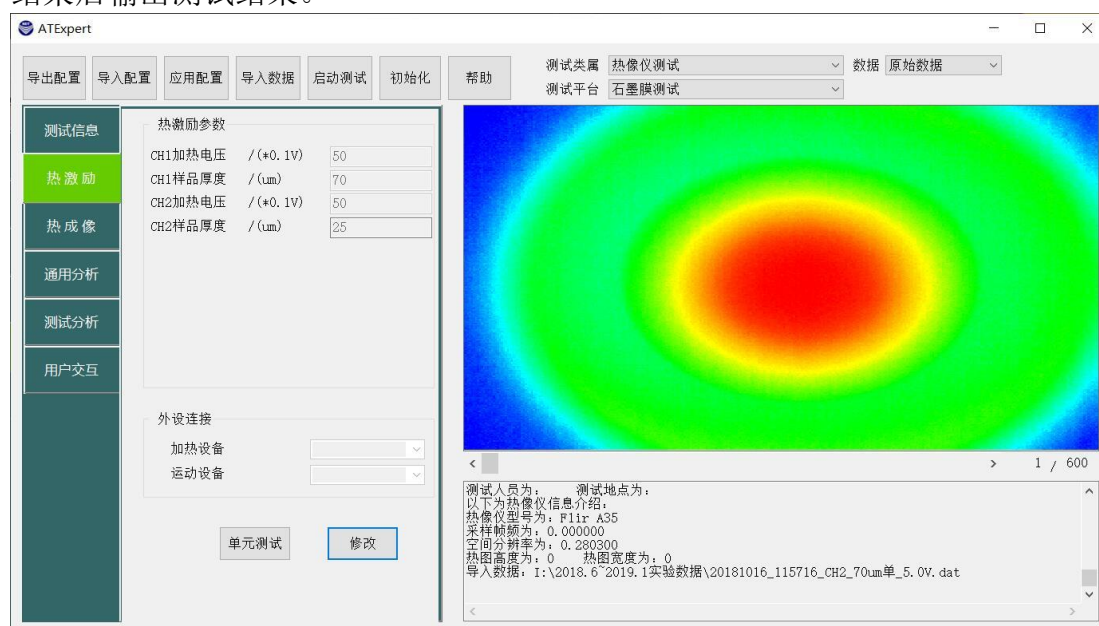 ATExpert
导出配置 导入配置 应用配置 导入数据 启动测试 初始化 帮助
测试类属 热像仪测试 数据 原始数据
测试平台 石墨膜测试
测试信息
热激励
热成像
通用分析
测试分析
用户交互
热激励参数
CH1加热电压 /(*0.1V) 50
CH1样品厚度 /(um) 70
CH2加热电压 /(*0.1V) 50
CH2样品厚度 /(um) 25
外设连接
加热设备
运动设备
单元测试 修改
1 / 600
测试人员为: 测试地点为:
以下为热像仪信息介绍:
热像仪型号为: Flir A35
采样帧频为: 0.000000
空间分辨率为: 0.280300
热图高度为: 0 热图宽度为: 0
导入数据: I:\2018.6~2019.1实验数据\20181016_115716_CH2_70um单_5.0V.dat